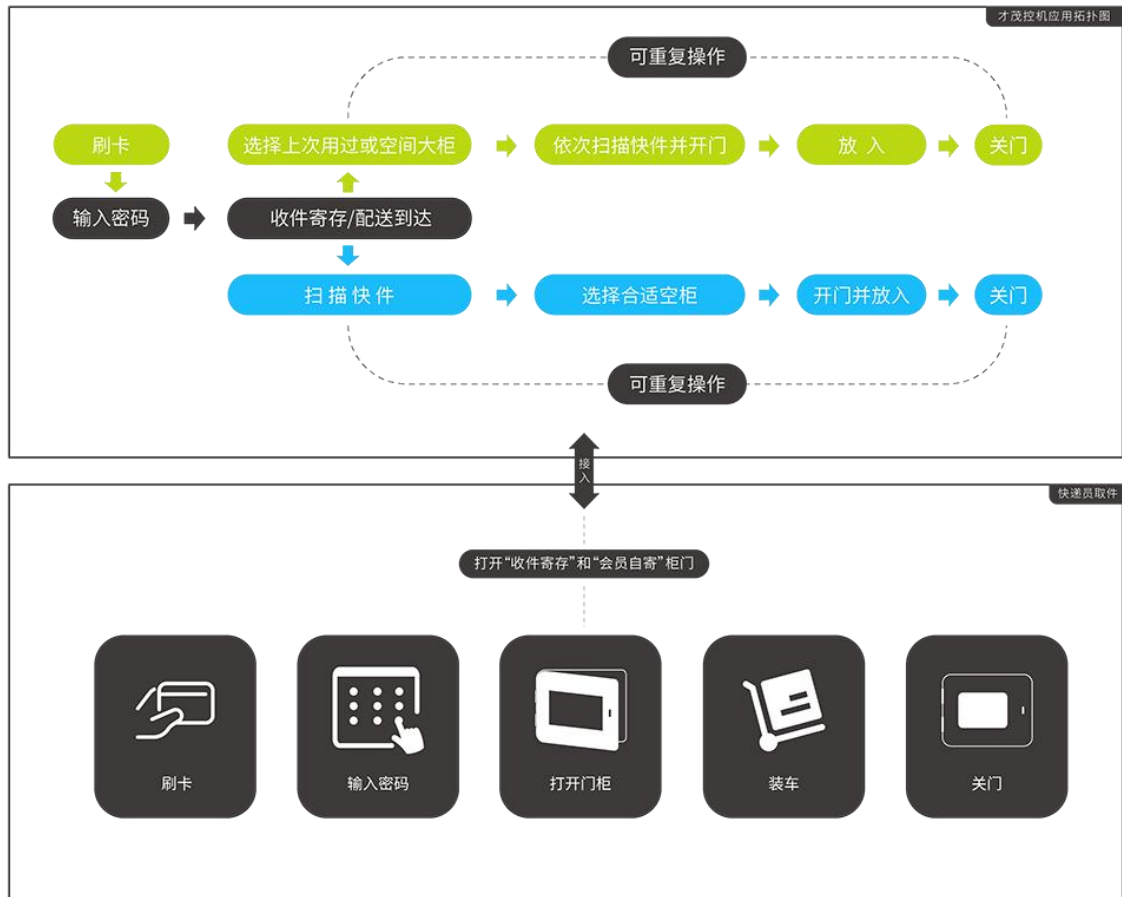 才茂控机应用拓扑图
可重复操作
刷卡
选择上次用过或空间大柜
依次扫描快件并开门
放 入
关门
输入密码
收件寄存/配送到达
扫 描 快 件
选择合适空柜
开门并放入
关门
可重复操作
接入
快递员取件
打开“收件寄存”和“会员自寄”柜门
刷卡
输入密码
打开门柜
装车
关门